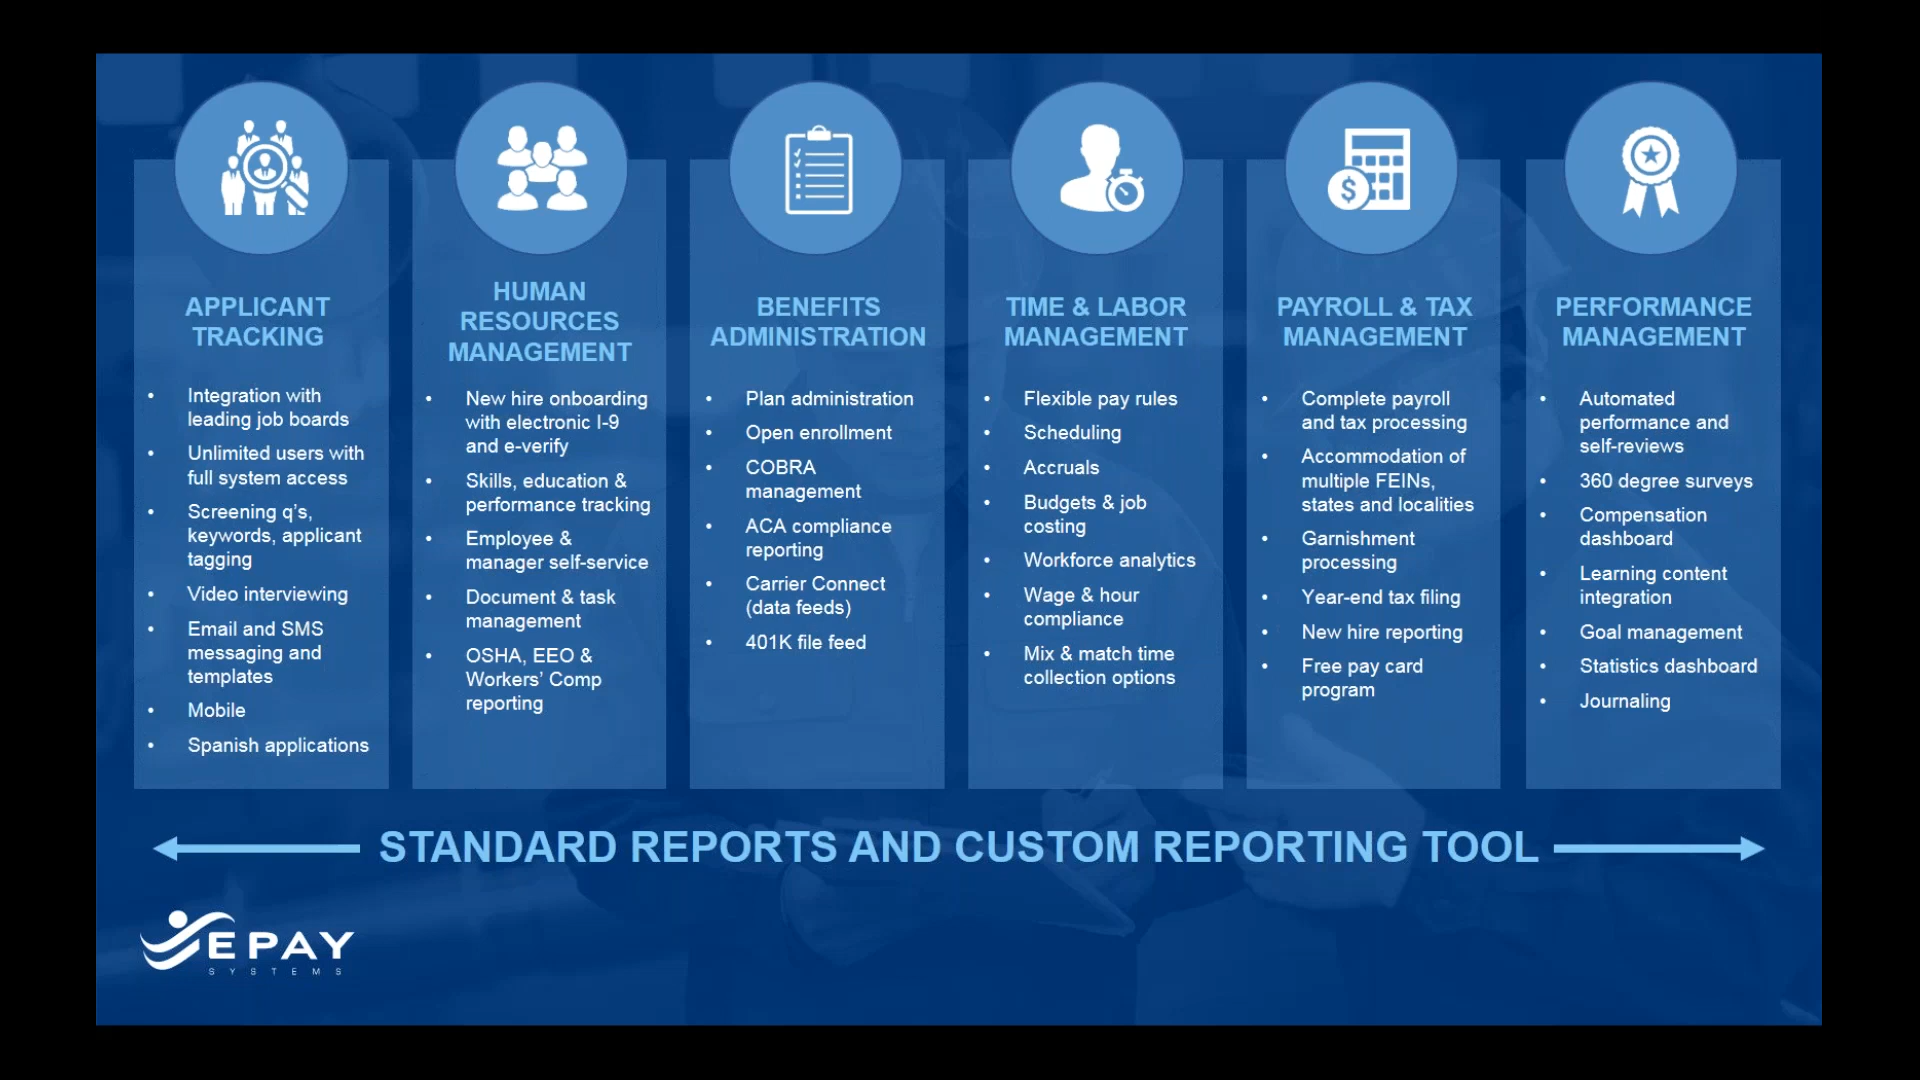 APPLICANT
TRACKING
• Integration with
leading job boards
• Unlimited users with
full system access
• Screening q’s,
keywords, applicant
tagging
• Video interviewing
• Email and SMS
messaging and
templates
• Mobile
• Spanish applications
HUMAN
RESOURCES
MANAGEMENT
• New hire onboarding
with electronic I-9
and e-verify
• Skills, education &
performance tracking
• Employee &
manager self-service
• Document & task
management
• OSHA, EEO &
Workers’ Comp
reporting
BENEFITS
ADMINISTRATION
• Plan administration
• Open enrollment
• COBRA
management
• ACA compliance
reporting
• Carrier Connect
(data feeds)
• 401K file feed
TIME & LABOR
MANAGEMENT
• Flexible pay rules
• Scheduling
• Accruals
• Budgets & job
costing
• Workforce analytics
• Wage & hour
compliance
• Mix & match time
collection options
$
PAYROLL & TAX
MANAGEMENT
• Complete payroll
and tax processing
• Accommodation of
multiple FEINs,
states and localities
• Garnishment
processing
• Year-end tax filing
• New hire reporting
• Free pay card
program
PERFORMANCE
MANAGEMENT
• Automated
performance and
self-reviews
• 360 degree surveys
• Compensation
dashboard
• Learning content
integration
• Goal management
• Statistics dashboard
• Journaling
STANDARD REPORTS AND CUSTOM REPORTING TOOL
EPAY
SYSTEMS